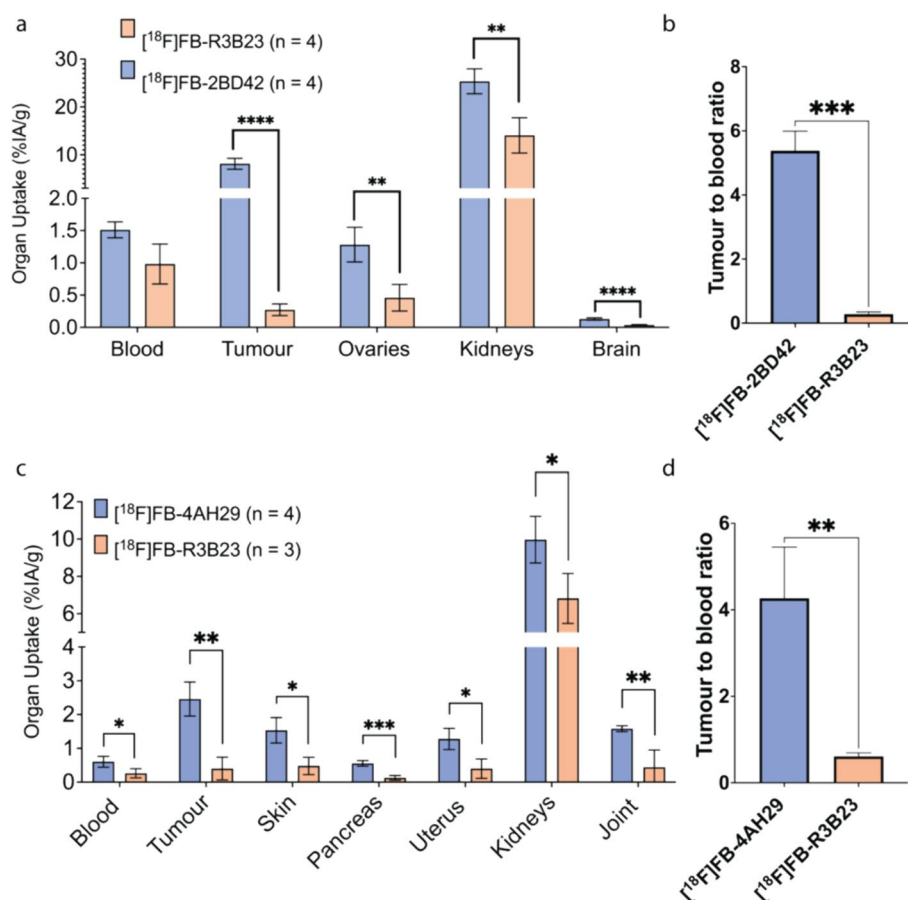 a
[¹⁸F]FB-R3B23 (n = 4)
[¹⁸F]FB-2BD42 (n = 4)
Organ Uptake (%IA/g)
30
20
10
2.0
1.5
1.0
0.5
0.0
****
**
**
****
Blood Tumour Ovaries Kidneys Brain
b
Tumour to blood ratio
8
6
4
2
0
***
[¹⁸F]FB-2BD42
[¹⁸F]FB-R3B23
c
[¹⁸F]FB-4AH29 (n = 4)
[¹⁸F]FB-R3B23 (n = 3)
Organ Uptake (%IA/g)
12
10
8
6
4
3
2
1
0
*
**
*
***
*
*
**
Blood Tumour Skin Pancreas Uterus Kidneys Joint
d
Tumour to blood ratio
6
4
2
0
**
[¹⁸F]FB-4AH29
[¹⁸F]FB-R3B23